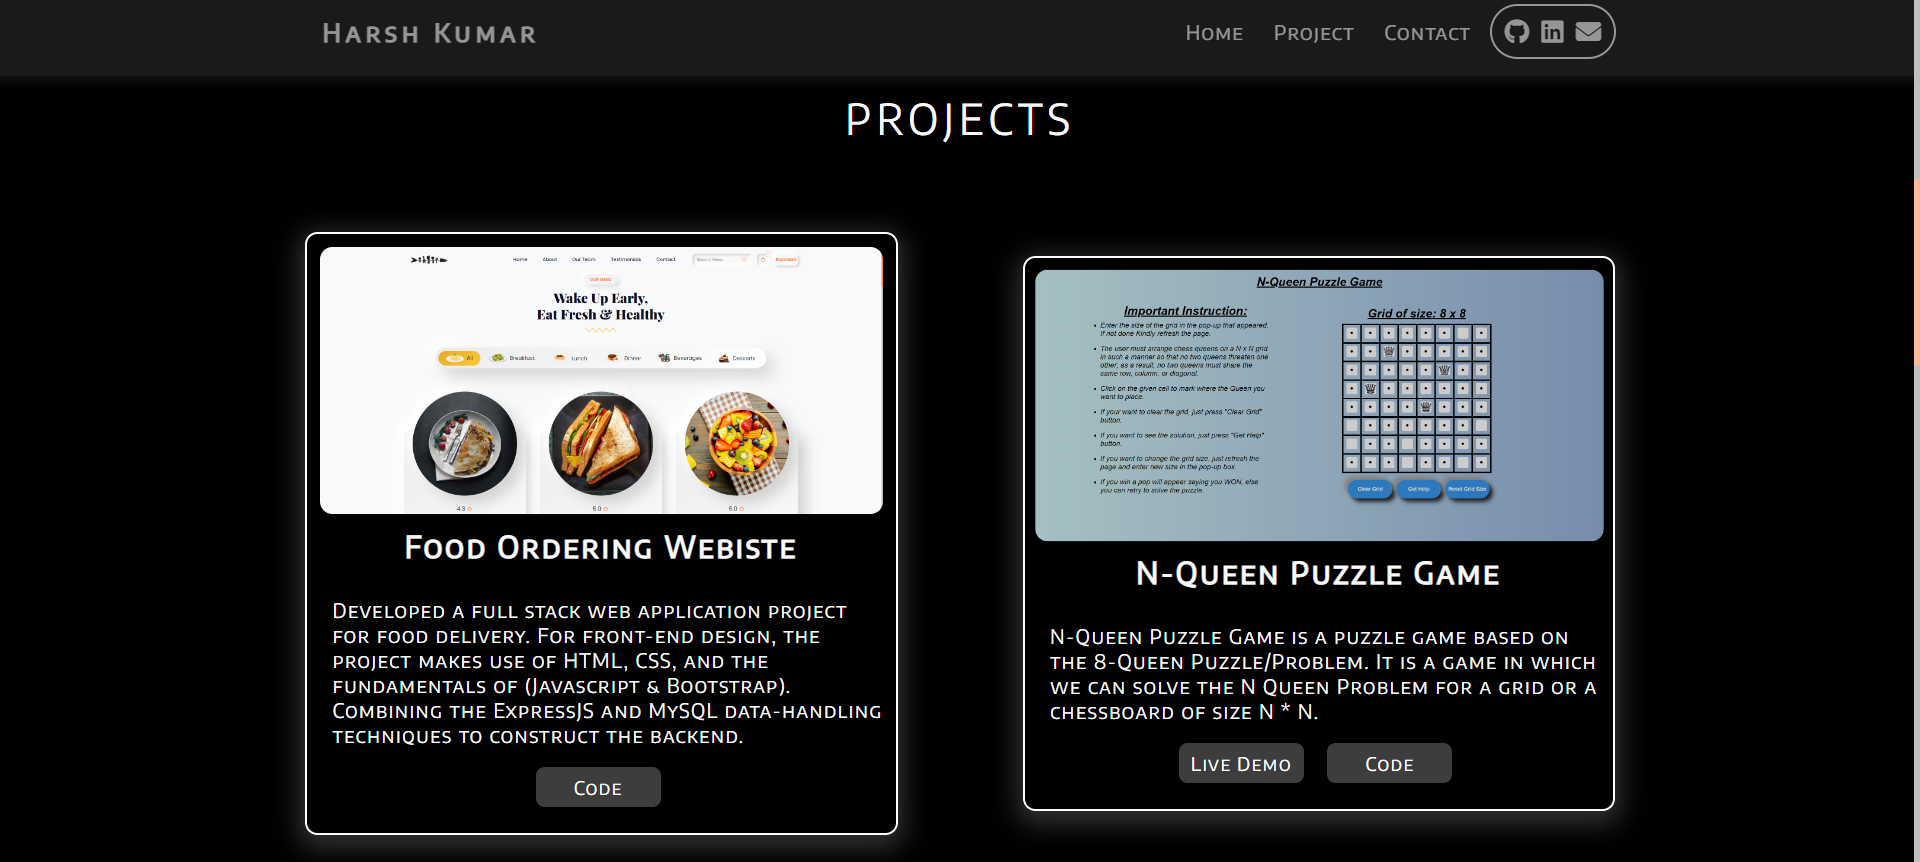 Harsh Kumar
Home Project Contact
PROJECTS
Home About Our Team Testimonials Contact
OUR MENU
Wake Up Early,
Eat Fresh & Healthy
All Breakfast Lunch Dinner Beverages Desserts
4.3 5.0 5.0
Food Ordering Webiste
Developed a full stack web application project
for food delivery. For front-end design, the
project makes use of HTML, CSS, and the
fundamentals of (Javascript & Bootstrap).
Combining the ExpressJS and MySQL data-handling
techniques to construct the backend.
Code
N-Queen Puzzle Game
Important Instruction:
• Enter the size of the grid in the pop-up that appeared.
If not done Kindly refresh the page.
• The user must arrange chess queens on a N x N grid
in such a manner so that no two queens threaten one
other; as a result, no two queens must share the
same row, column, or diagonal.
• Click on the given cell to mark where the Queen you
want to place.
• If your want to clear the grid, just press "Clear Grid"
button.
• If you want to see the solution, just press "Get Help"
button.
• If you want to change the grid size, just refresh the
page and enter new size in the pop-up box.
• If you win a pop will appear saying you WON, else
you can retry to solve the puzzle.
Grid of size: 8 x 8
Clear Grid Get Help Reset Grid Size
N-Queen Puzzle Game
N-Queen Puzzle Game is a puzzle game based on
the 8-Queen Puzzle/Problem. It is a game in which
we can solve the N Queen Problem for a grid or a
chessboard of size N * N.
Live Demo Code